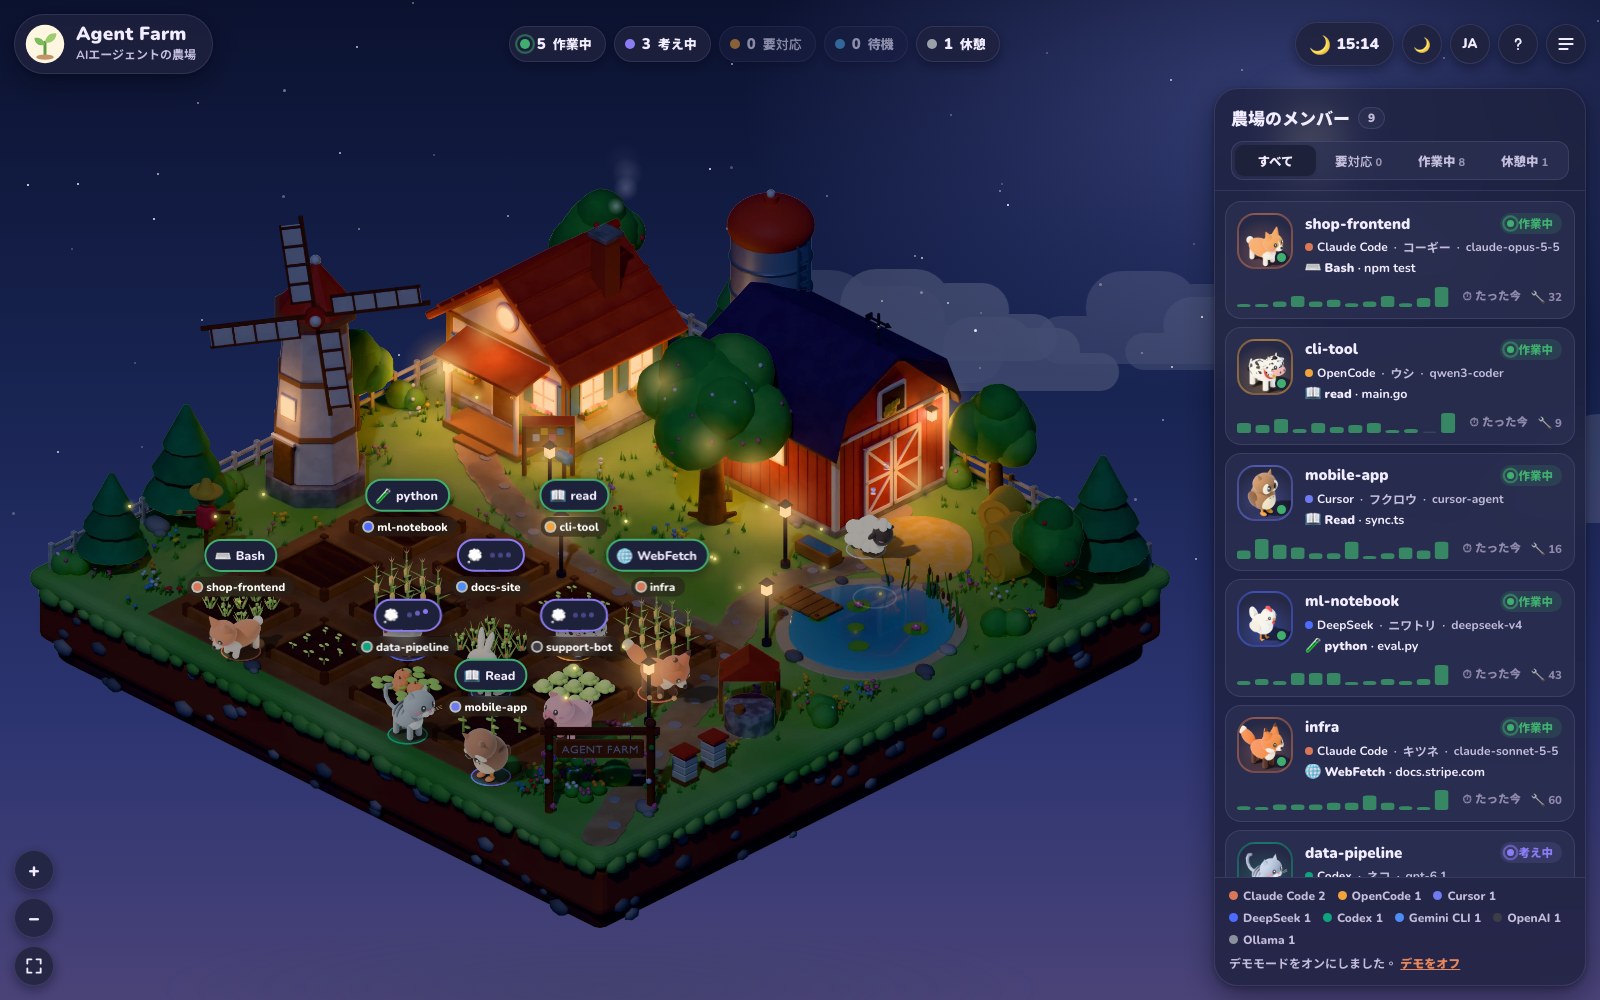 Agent Farm
AIエージェントの農場
5 作業中
3 考え中
0 要対応
0 待機
1 休憩
15:14
JA
?
農場のメンバー 9
すべて
要対応 0
作業中 8
休憩中 1
shop-frontend
作業中
Claude Code · コーギー · claude-opus-5-5
Bash · npm test
たった今 32
cli-tool
作業中
OpenCode · ウシ · qwen3-coder
read · main.go
たった今 9
mobile-app
作業中
Cursor · フクロウ · cursor-agent
Read · sync.ts
たった今 16
ml-notebook
作業中
DeepSeek · ニワトリ · deepseek-v4
python · eval.py
たった今 43
infra
作業中
Claude Code · キツネ · claude-sonnet-5-5
WebFetch · docs.stripe.com
たった今 60
data-pipeline
考え中
Codex · ネコ · gpt-6.1
Claude Code 2
OpenCode 1
Cursor 1
DeepSeek 1
Codex 1
Gemini CLI 1
OpenAI 1
Ollama 1
デモモードをオンにしました。 デモをオフ
python
ml-notebook
read
cli-tool
Bash
shop-frontend
docs-site
WebFetch
infra
data-pipeline
support-bot
Read
mobile-app
AGENT FARM
+
−